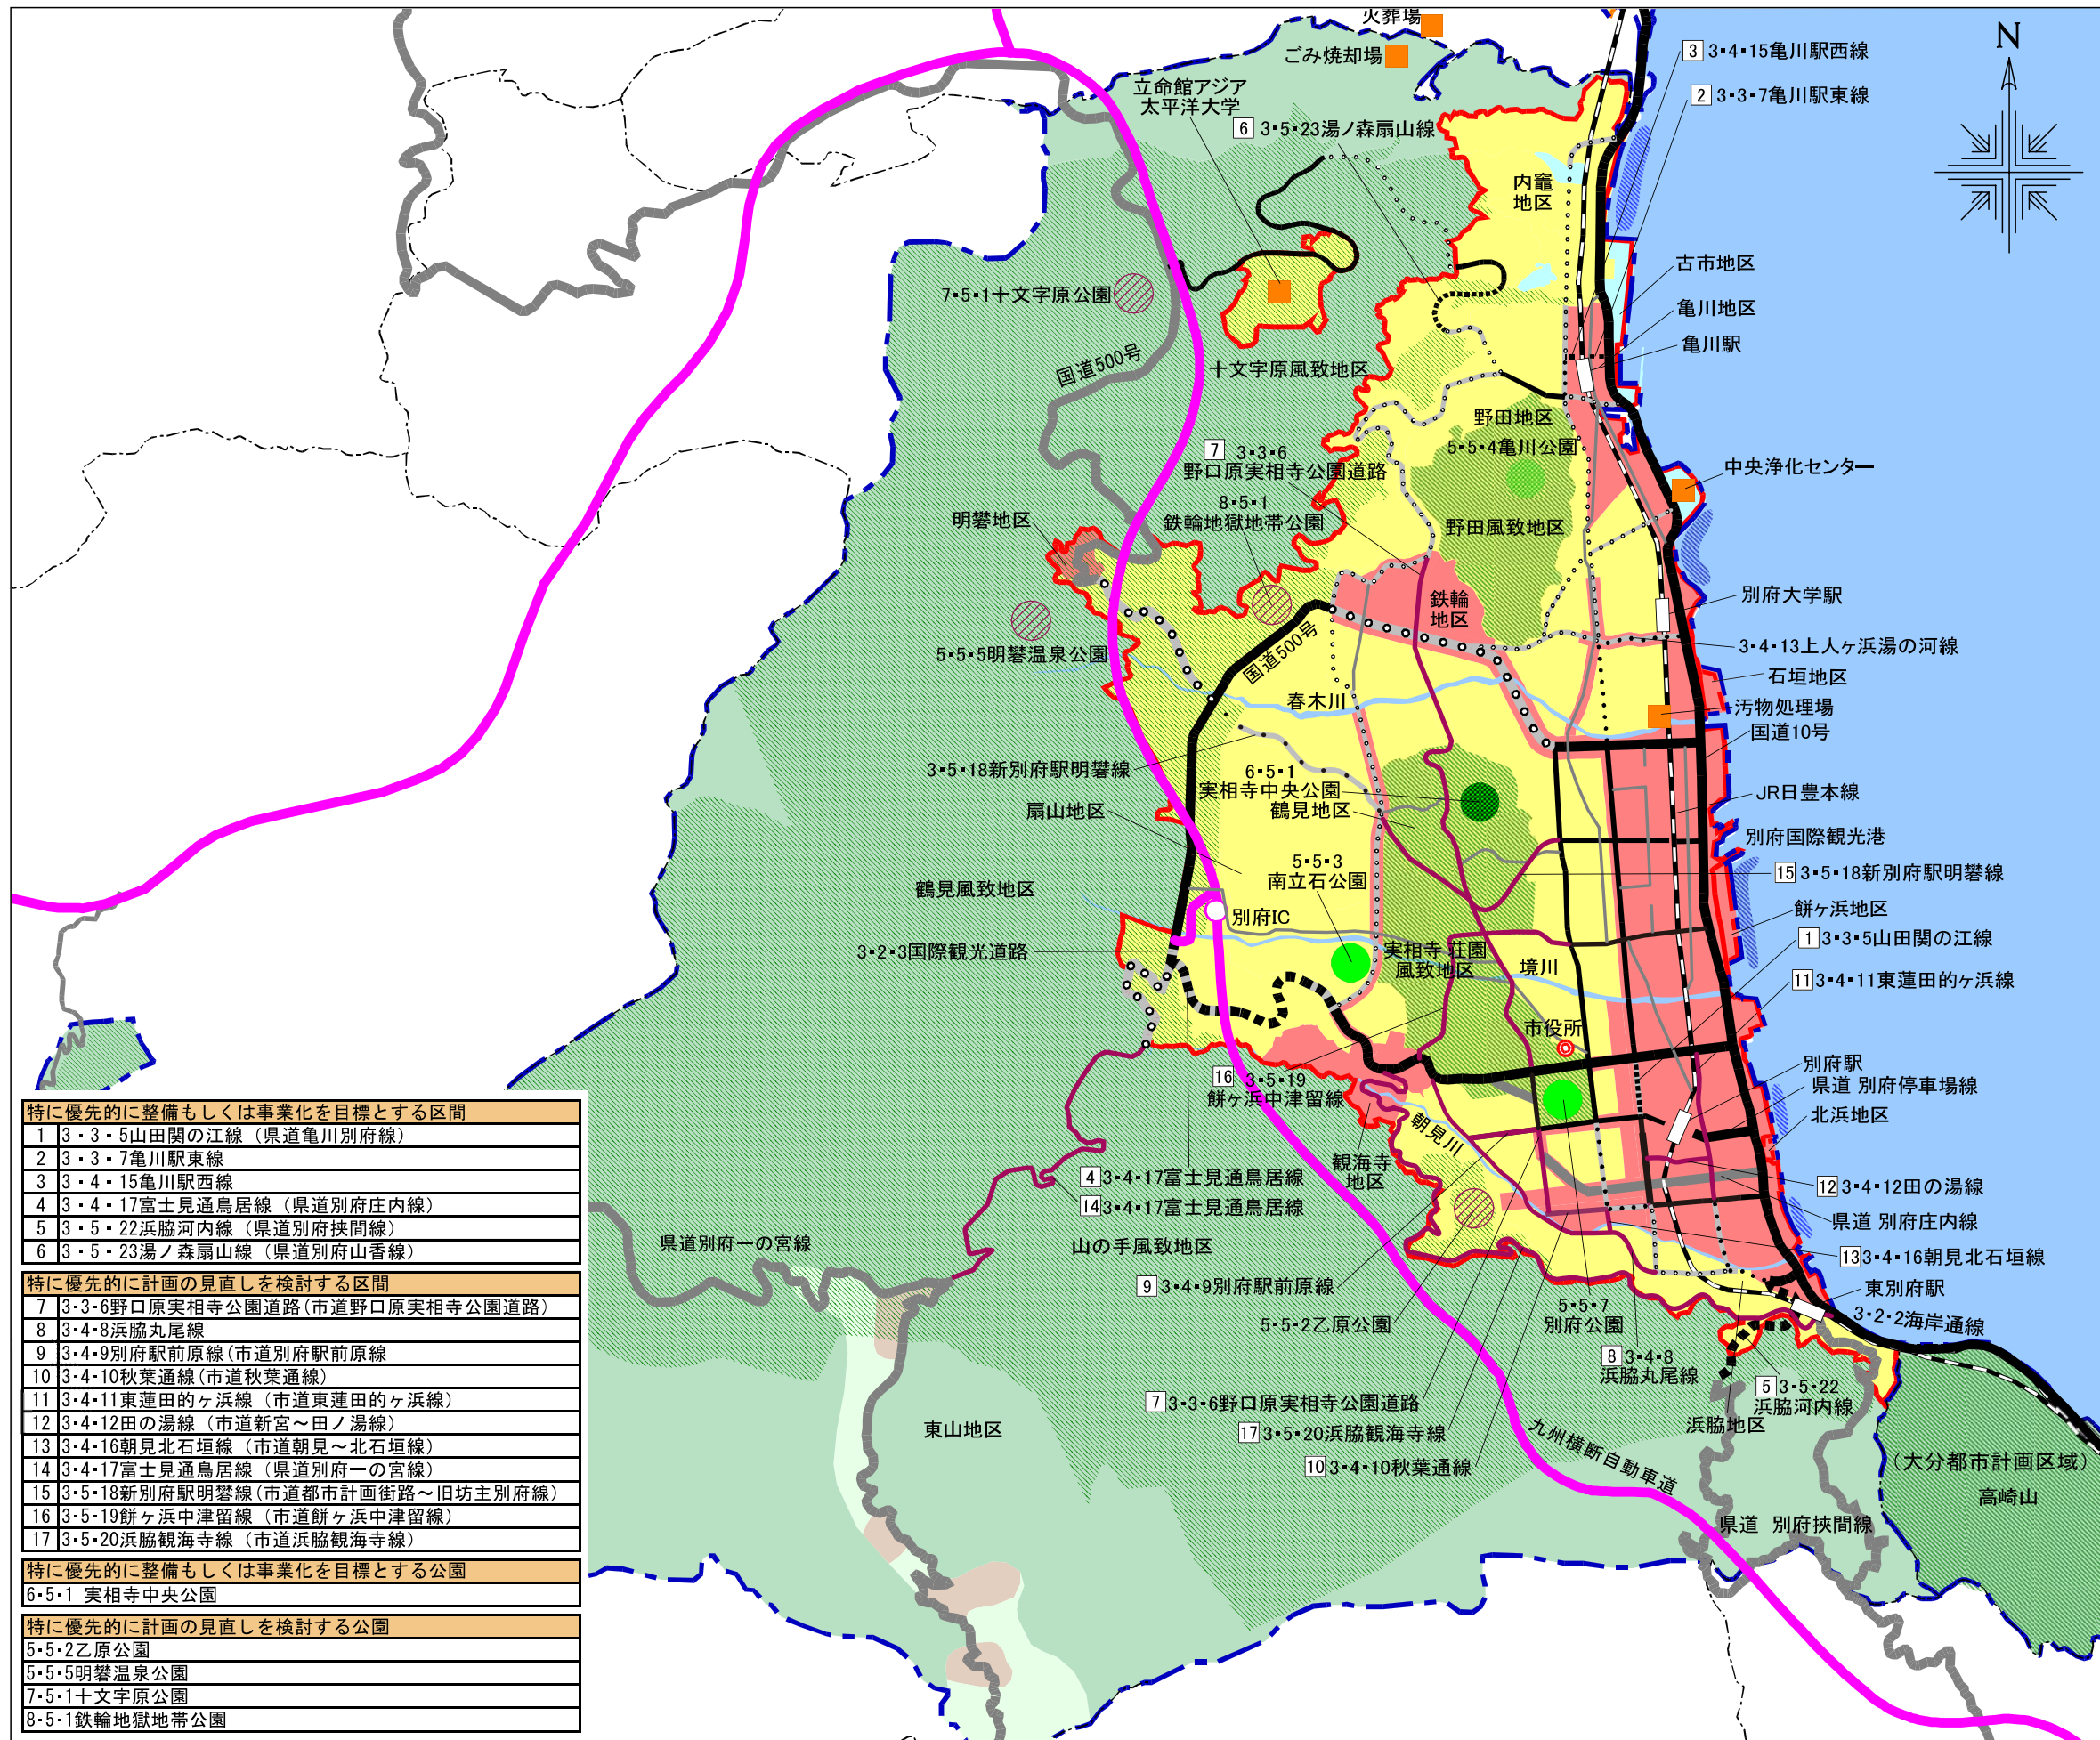 火葬場
ごみ焼却場
立命館アジア
太平洋大学
6 3・5・23湯ノ森扇山線
3 3・4・15亀川駅西線
2 3・3・7亀川駅東線
N
内竈
地区
古市地区
亀川地区
亀川駅
7・5・1十文字原公園
国道500号
十文字原風致地区
野田地区
5・5・4亀川公園
7 3・3・6
野口原実相寺公園道路
8・5・1
鉄輪地獄地帯公園
中央浄化センター
明礬地区
野田風致地区
別府大学駅
鉄輪
地区
3・4・13上人ヶ浜湯の河線
5・5・5明礬温泉公園
国道500号
石垣地区
春木川
汚物処理場
国道10号
3・5・18新別府駅明礬線
6・5・1
実相寺中央公園
鶴見地区
JR日豊本線
扇山地区
別府国際観光港
5・5・3
南立石公園
15 3・5・18新別府駅明礬線
鶴見風致地区
別府IC
餅ヶ浜地区
3・2・3国際観光道路
実相寺 荘園
風致地区
境川
1 3・3・5山田関の江線
11 3・4・11東蓮田的ヶ浜線
市役所
別府駅
県道 別府停車場線
16 3・5・19
餅ヶ浜中津留線
北浜地区
朝見川
観海寺
地区
4 3・4・17富士見通鳥居線
14 3・4・17富士見通鳥居線
12 3・4・12田の湯線
県道 別府庄内線
県道別府一の宮線
山の手風致地区
13 3・4・16朝見北石垣線
9 3・4・9別府駅前原線
東別府駅
5・5・2乙原公園
5・5・7
別府公園
3・2・2海岸通線
8 3・4・8
浜脇丸尾線
5 3・5・22
浜脇河内線
7 3・3・6野口原実相寺公園道路
浜脇地区
東山地区
17 3・5・20浜脇観海寺線
九州横断自動車道
10 3・4・10秋葉通線
(大分都市計画区域)
高崎山
県道 別府挾間線
特に優先的に整備もしくは事業化を目標とする区間
1 3・3・5山田関の江線（県道亀川別府線）
2 3・3・7亀川駅東線
3 3・4・15亀川駅西線
4 3・4・17富士見通鳥居線（県道別府庄内線）
5 3・5・22浜脇河内線（県道別府挾間線）
6 3・5・23湯ノ森扇山線（県道別府山香線）
特に優先的に計画の見直しを検討する区間
7 3・3・6野口原実相寺公園道路(市道野口原実相寺公園道路)
8 3・4・8浜脇丸尾線
9 3・4・9別府駅前原線(市道別府駅前原線
10 3・4・10秋葉通線(市道秋葉通線)
11 3・4・11東蓮田的ヶ浜線（市道東蓮田的ヶ浜線）
12 3・4・12田の湯線（市道新宮～田ノ湯線）
13 3・4・16朝見北石垣線（市道朝見～北石垣線）
14 3・4・17富士見通鳥居線（県道別府一の宮線）
15 3・5・18新別府駅明礬線(市道都市計画街路～旧坊主別府線)
16 3・5・19餅ヶ浜中津留線（市道餅ヶ浜中津留線）
17 3・5・20浜脇観海寺線（市道浜脇観海寺線）
特に優先的に整備もしくは事業化を目標とする公園
6・5・1 実相寺中央公園
特に優先的に計画の見直しを検討する公園
5・5・2乙原公園
5・5・5明礬温泉公園
7・5・1十文字原公園
8・5・1鉄輪地獄地帯公園